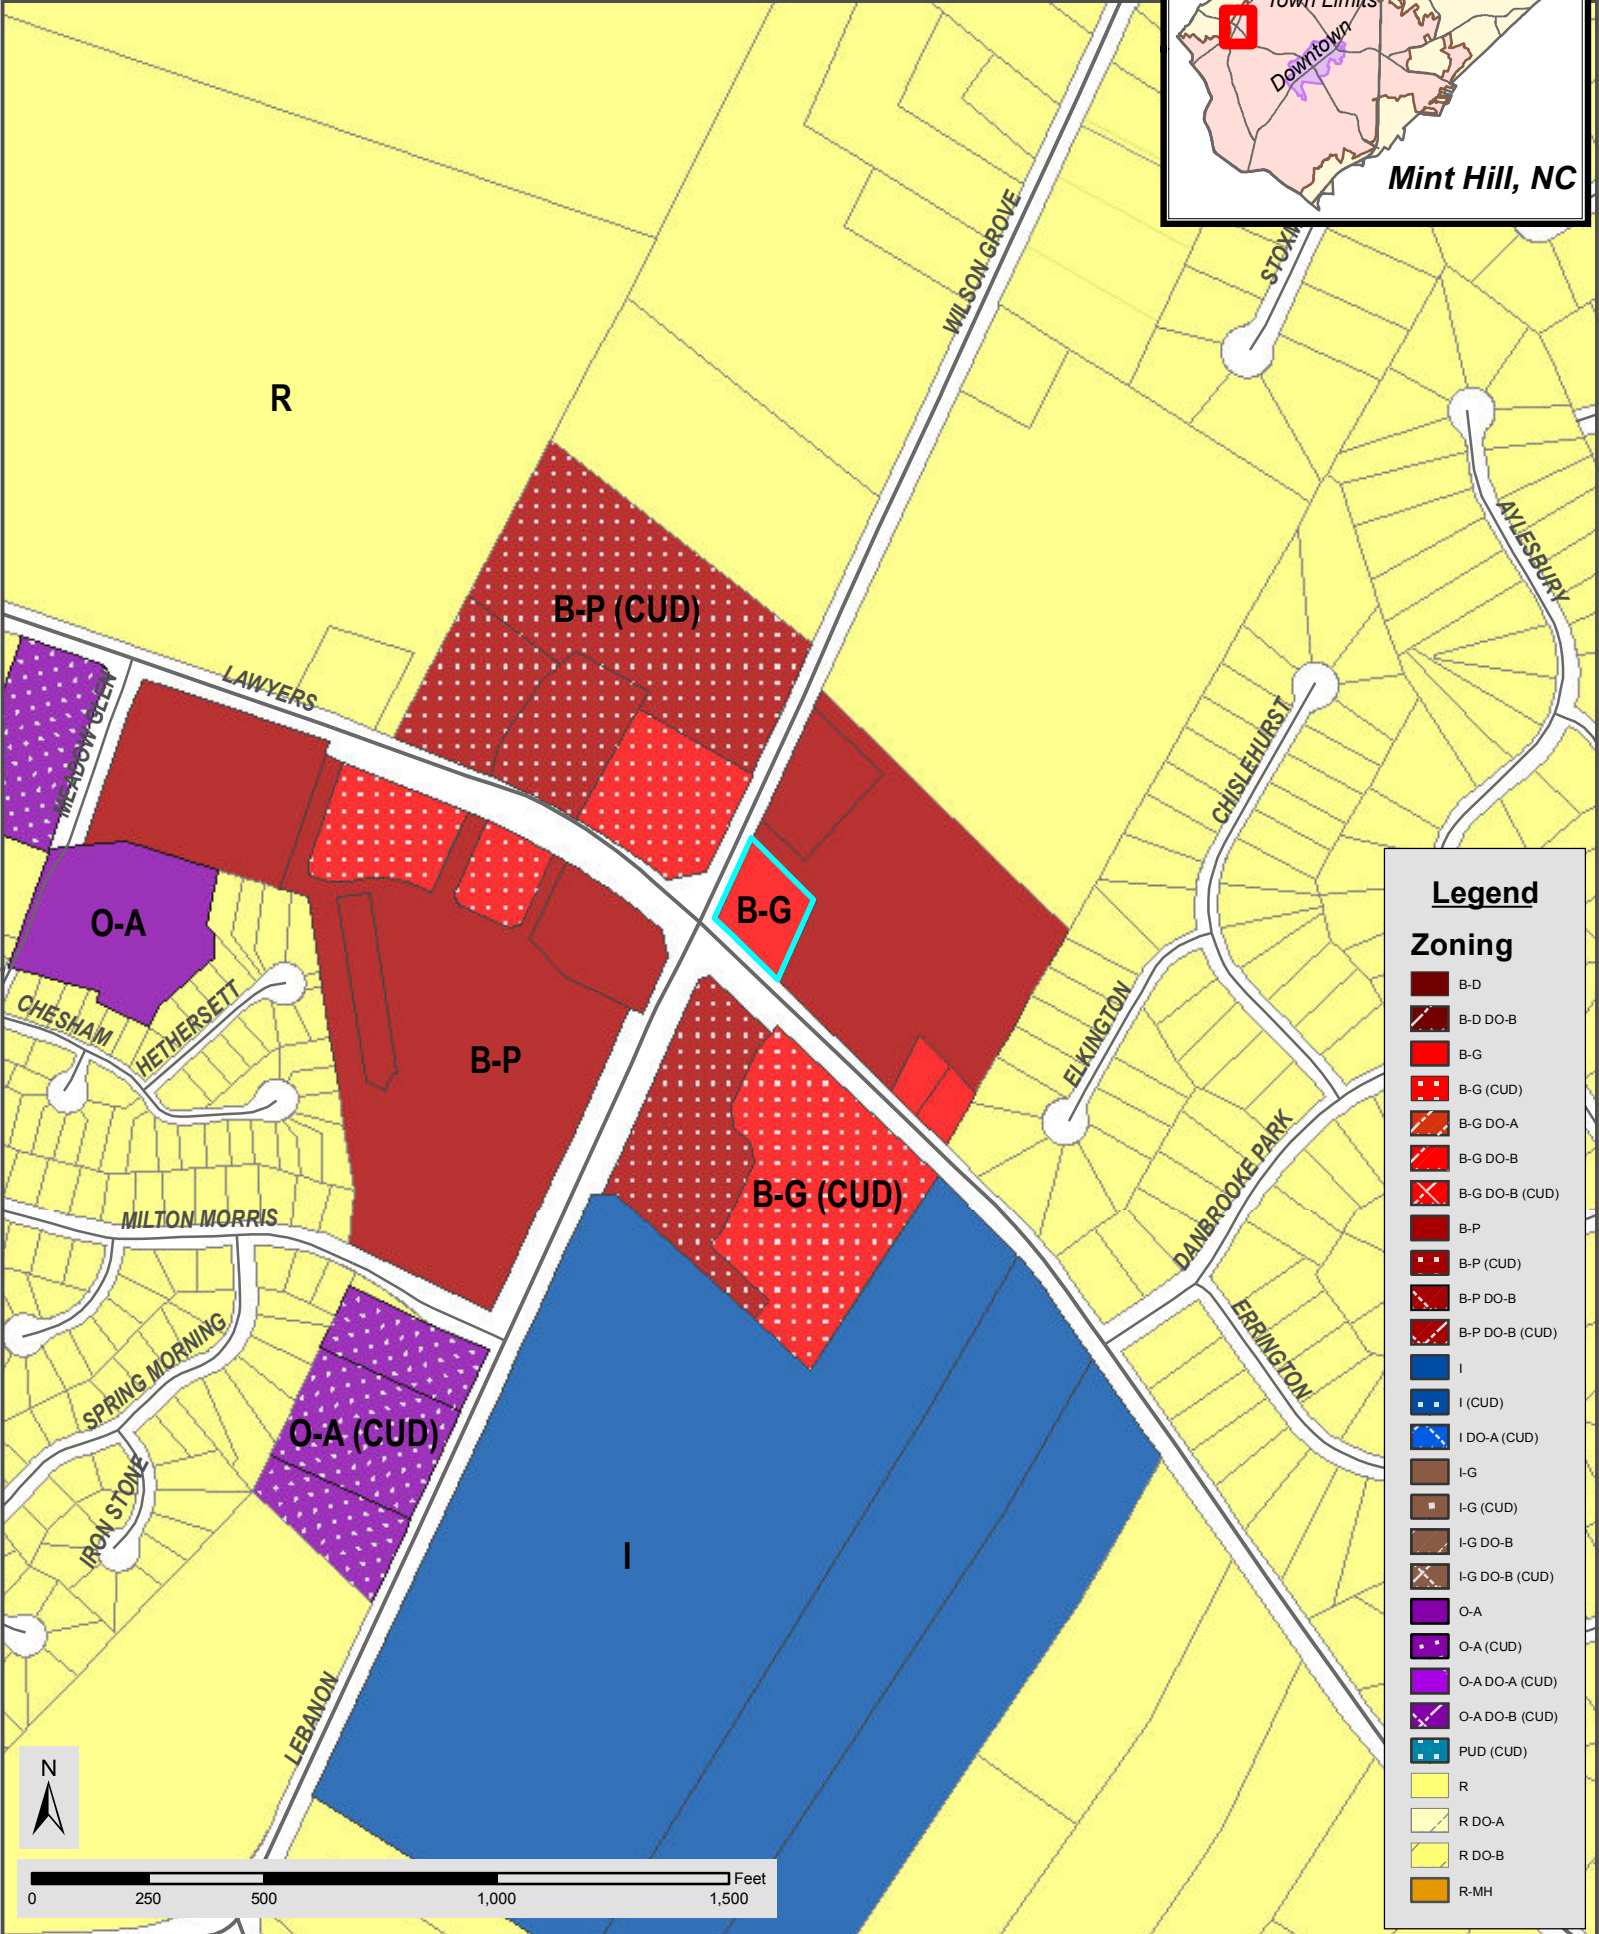 Town Limits
Downtown
Mint Hill, NC
WILSON GROVE
R
AYLESBURY
B-P (CUD)
LAWYERS
MEADOW GLEN
CHISLEHURST
B-G
O-A
CHESHAM
HETHERSETT
B-P
ELKINGTON
B-G (CUD)
DANBROOKE PARK
MILTON MORRIS
ERRINGTON
SPRING MORNING
O-A (CUD)
IRON STONE
I
LEBANON
N
Feet
0 250 500 1,000 1,500
Legend
Zoning
B-D
B-D DO-B
B-G
B-G (CUD)
B-G DO-A
B-G DO-B
B-G DO-B (CUD)
B-P
B-P (CUD)
B-P DO-B
B-P DO-B (CUD)
I
I (CUD)
I DO-A (CUD)
I-G
I-G (CUD)
I-G DO-B
I-G DO-B (CUD)
O-A
O-A (CUD)
O-A DO-A (CUD)
O-A DO-B (CUD)
PUD (CUD)
R
R DO-A
R DO-B
R-MH